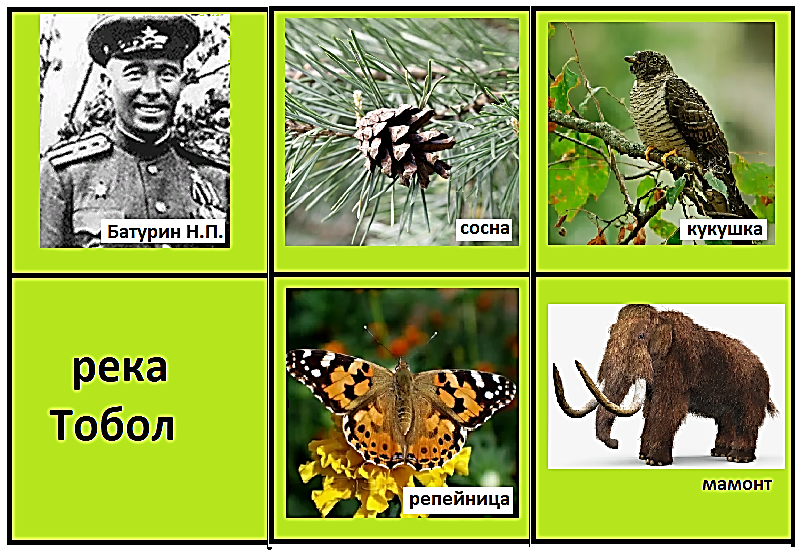 Батурин Н.П.
сосна
кукушка
река
Тобол
репейница
мамонт